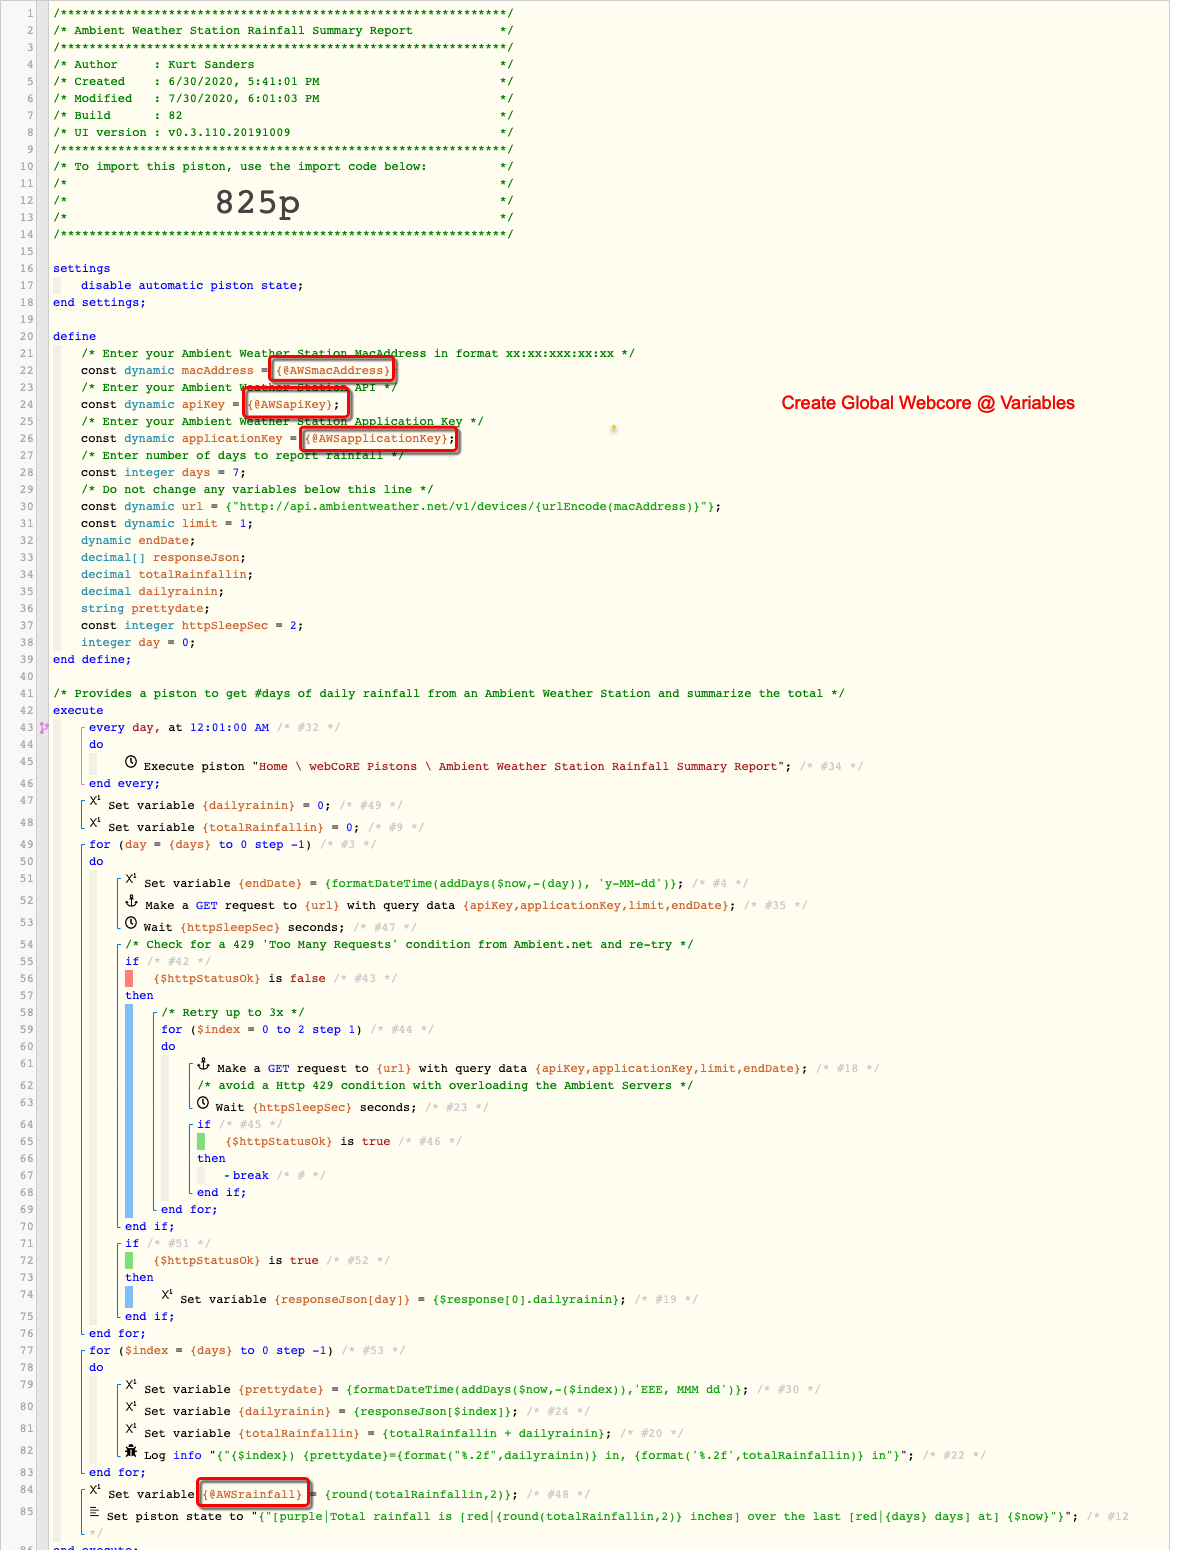 1 /**************************************************************/
2 /* Ambient Weather Station Rainfall Summary Report */
3 /**************************************************************/
4 /* Author : Kurt Sanders */
5 /* Created : 6/30/2020, 5:41:01 PM */
6 /* Modified : 7/30/2020, 6:01:03 PM */
7 /* Build : 82 */
8 /* UI version : v0.3.110.20191009 */
9 /**************************************************************/
10 /* To import this piston, use the import code below: */
11 /* */
12 /* 825p */
13 /* */
14 /**************************************************************/
15
16 settings
17 disable automatic piston state;
18 end settings;
19
20 define
21 /* Enter your Ambient Weather Station MacAddress in format xx:xx:xxx:xx:xx */
22 const dynamic macAddress = {@AWSmacAddress}
23 /* Enter your Ambient Weather Station API */
24 const dynamic apiKey = {@AWSapiKey};
Create Global Webcore @ Variables
25 /* Enter your Ambient Weather Station Application Key */
26 const dynamic applicationKey = {@AWSapplicationKey};
27 /* Enter number of days to report rainfall */
28 const integer days = 7;
29 /* Do not change any variables below this line */
30 const dynamic url = {"http://api.ambientweather.net/v1/devices/{urlEncode(macAddress)}"};
31 const dynamic limit = 1;
32 dynamic endDate;
33 decimal[] responseJson;
34 decimal totalRainfallin;
35 decimal dailyrainin;
36 string prettydate;
37 const integer httpSleepSec = 2;
38 integer day = 0;
39 end define;
40
41 /* Provides a piston to get #days of daily rainfall from an Ambient Weather Station and summarize the total */
42 execute
43 every day, at 12:01:00 AM /* #32 */
44 do
45 Execute piston "Home \ webCoRE Pistons \ Ambient Weather Station Rainfall Summary Report"; /* #34 */
46 end every;
47 X¹ Set variable {dailyrainin} = 0; /* #49 */
48 X¹ Set variable {totalRainfallin} = 0; /* #9 */
49 for (day = {days} to 0 step -1) /* #3 */
50 do
51 X¹ Set variable {endDate} = {formatDateTime(addDays($now,-(day)), 'y-MM-dd')}; /* #4 */
52 Make a GET request to {url} with query data {apiKey,applicationKey,limit,endDate}; /* #35 */
53 Wait {httpSleepSec} seconds; /* #47 */
54 /* Check for a 429 'Too Many Requests' condition from Ambient.net and re-try */
55 if /* #42 */
56 {$httpStatusOk} is false /* #43 */
57 then
58 /* Retry up to 3x */
59 for ($index = 0 to 2 step 1) /* #44 */
60 do
61 Make a GET request to {url} with query data {apiKey,applicationKey,limit,endDate}; /* #18 */
62 /* avoid a Http 429 condition with overloading the Ambient Servers */
63 Wait {httpSleepSec} seconds; /* #23 */
64 if /* #45 */
65 {$httpStatusOk} is true /* #46 */
66 then
67 - break /* # */
68 end if;
69 end for;
70 end if;
71 if /* #51 */
72 {$httpStatusOk} is true /* #52 */
73 then
74 X¹ Set variable {responseJson[day]} = {$response[0].dailyrainin}; /* #19 */
75 end if;
76 end for;
77 for ($index = {days} to 0 step -1) /* #53 */
78 do
79 X¹ Set variable {prettydate} = {formatDateTime(addDays($now,-($index)),'EEE, MMM dd')}; /* #30 */
80 X¹ Set variable {dailyrainin} = {responseJson[$index]}; /* #24 */
81 X¹ Set variable {totalRainfallin} = {totalRainfallin + dailyrainin}; /* #20 */
82 Log info "{"{$index}) {prettydate}={format("%.2f",dailyrainin)} in, {format('%.2f',totalRainfallin)} in"}"; /* #22 */
83 end for;
84 X¹ Set variable {@AWSrainfall} = {round(totalRainfallin,2)}; /* #48 */
85 Set piston state to "{"[purple|Total rainfall is [red|{round(totalRainfallin,2)} inches] over the last [red|{days} days] at] {$now}"}"; /* #12
*/
86 end execute;